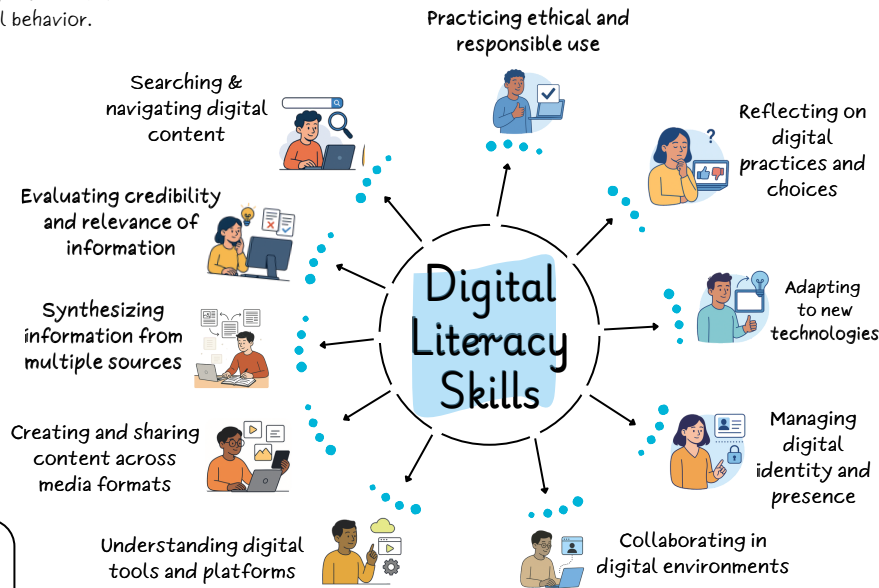 l behavior.
Practicing ethical and
responsible use
Searching &
navigating digital
content
Reflecting on
digital
practices and
choices
?
Evaluating credibility
and relevance of
information
Digital
Literacy
Skills
Adapting
to new
technologies
Synthesizing
information from
multiple sources
Creating and sharing
content across
media formats
Managing
digital
identity and
presence
Understanding digital
tools and platforms
Collaborating in
digital environments